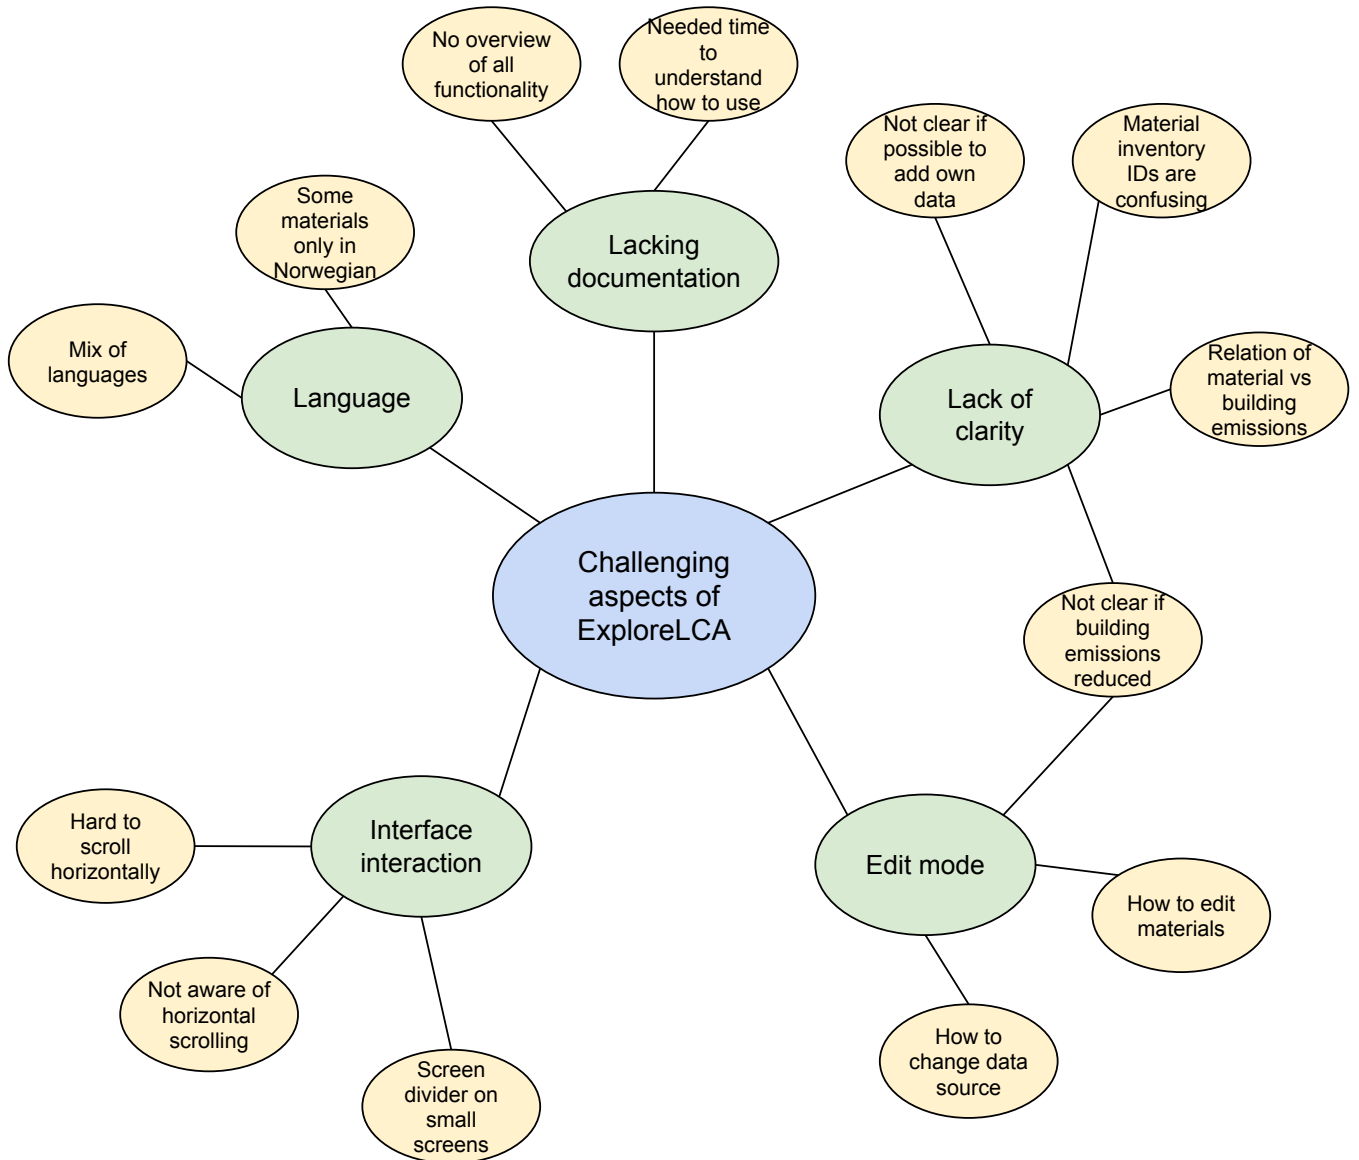 No overview
of all
functionality
Needed time
to
understand
how to use
Not clear if
possible to
add own
data
Material
inventory
IDs are
confusing
Some
materials
only in
Norwegian
Lacking
documentation
Mix of
languages
Language
Lack of
clarity
Relation of
material vs
building
emissions
Challenging
aspects of
ExploreLCA
Not clear if
building
emissions
reduced
Hard to
scroll
horizontally
Interface
interaction
Edit mode
How to edit
materials
Not aware of
horizontal
scrolling
How to
change data
source
Screen
divider on
small
screens